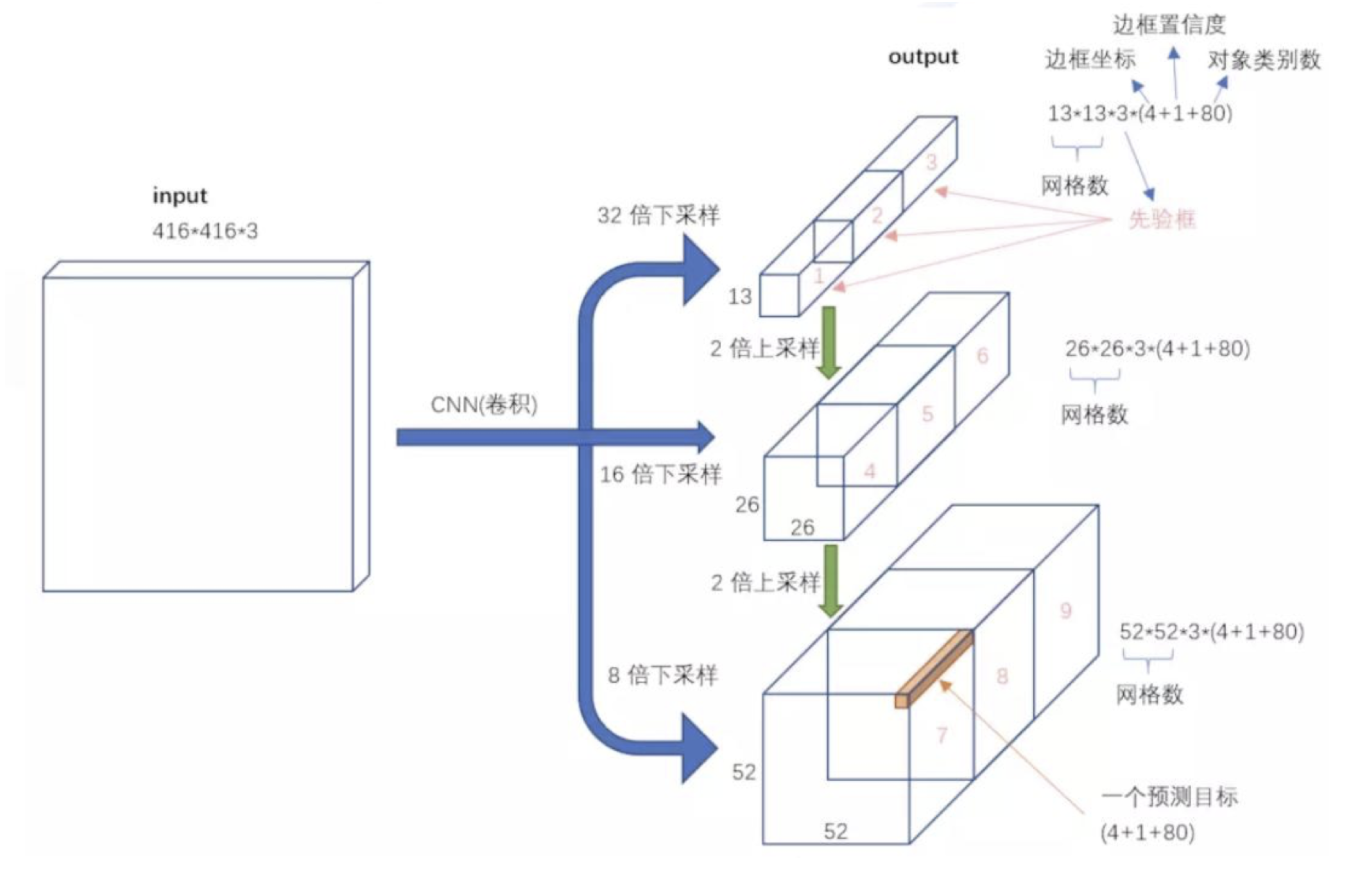 input
416*416*3
CNN(卷积)
32 倍下采样
16 倍下采样
8 倍下采样
output
13
1
2
3
2 倍上采样
26
26
4
5
6
2 倍上采样
52
52
7
8
9
边框置信度
边框坐标
对象类别数
13*13*3*(4+1+80)
网格数
先验框
26*26*3*(4+1+80)
网格数
52*52*3*(4+1+80)
网格数
一个预测目标
(4+1+80)